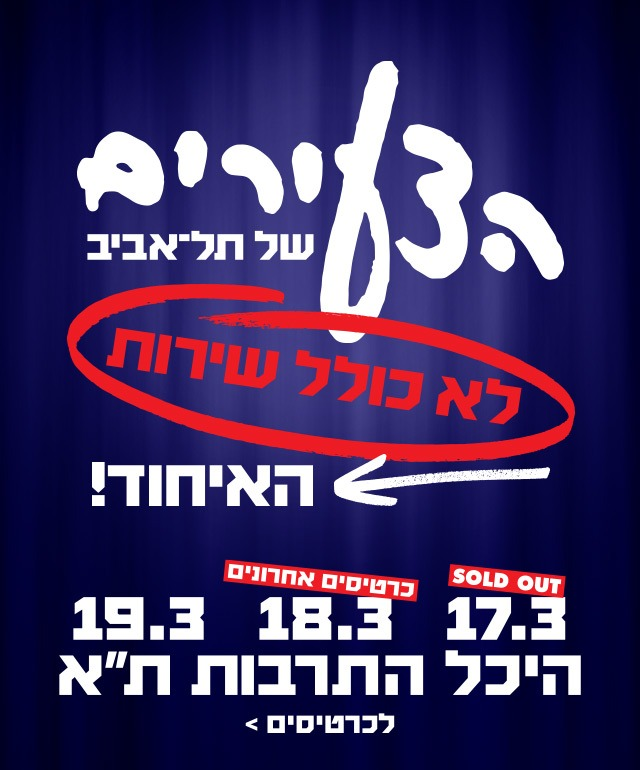 הצעירים
של תל־אביב
לא כולל שירות
האיחוד!
SOLD OUT
כרטיסים אחרונים
17.3 18.3 19.3
היכל התרבות ת"א
לכרטיסים >